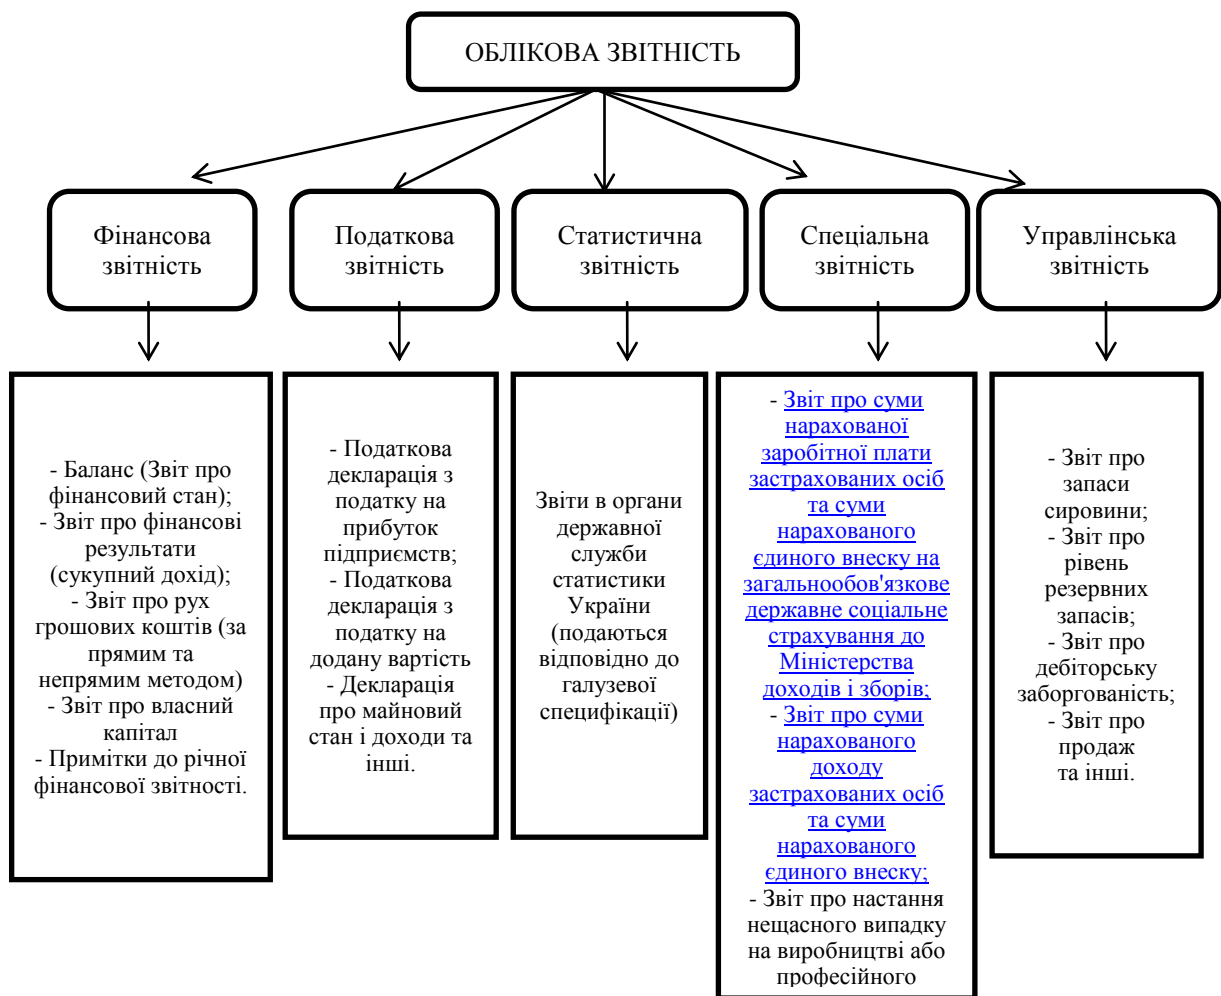 ОБЛІКОВА ЗВІТНІСТЬ
Фінансова
звітність
Податкова
звітність
Статистична
звітність
Спеціальна
звітність
Управлінська
звітність
- Баланс (Звіт про
фінансовий стан);
- Звіт про фінансові
результати
(сукупний дохід);
- Звіт про рух
грошових коштів (за
прямим та
непрямим методом)
- Звіт про власний
капітал
- Примітки до річної
фінансової звітності.
- Податкова
декларація з
податку на
прибуток
підприємств;
- Податкова
декларація з
податку на
додану вартість
- Декларація
про майновий
стан і доходи та
інші.
Звіти в органи
державної
служби
статистики
України
(подаються
відповідно до
галузевої
специфікації)
- Звіт про суми
нарахованої
заробітної плати
застрахованих осіб
та суми
нарахованого
єдиного внеску на
загальнообов'язкове
державне соціальне
страхування до
Міністерства
доходів і зборів;
- Звіт про суми
нарахованого
доходу
застрахованих осіб
та суми
нарахованого
єдиного внеску;
- Звіт про настання
нещасного випадку
на виробництві або
професійного
- Звіт про
запаси
сировини;
- Звіт про
рівень
резервних
запасів;
- Звіт про
дебіторську
заборгованість;
- Звіт про
продаж
та інші.